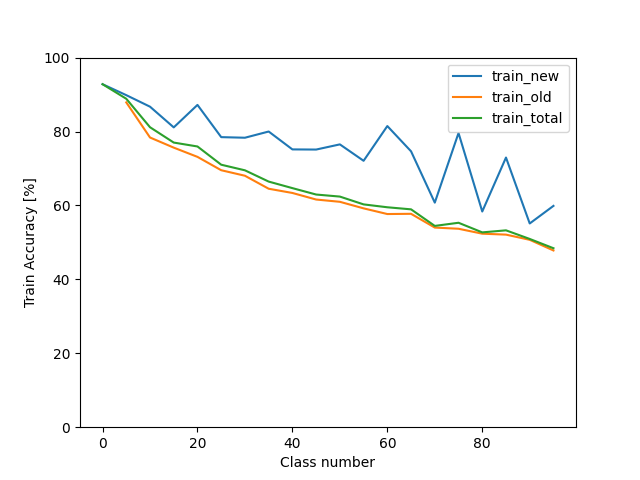 100
80
60
40
20
0
Train Accuracy [%]
train_new
train_old
train_total
0 20 40 60 80
Class number